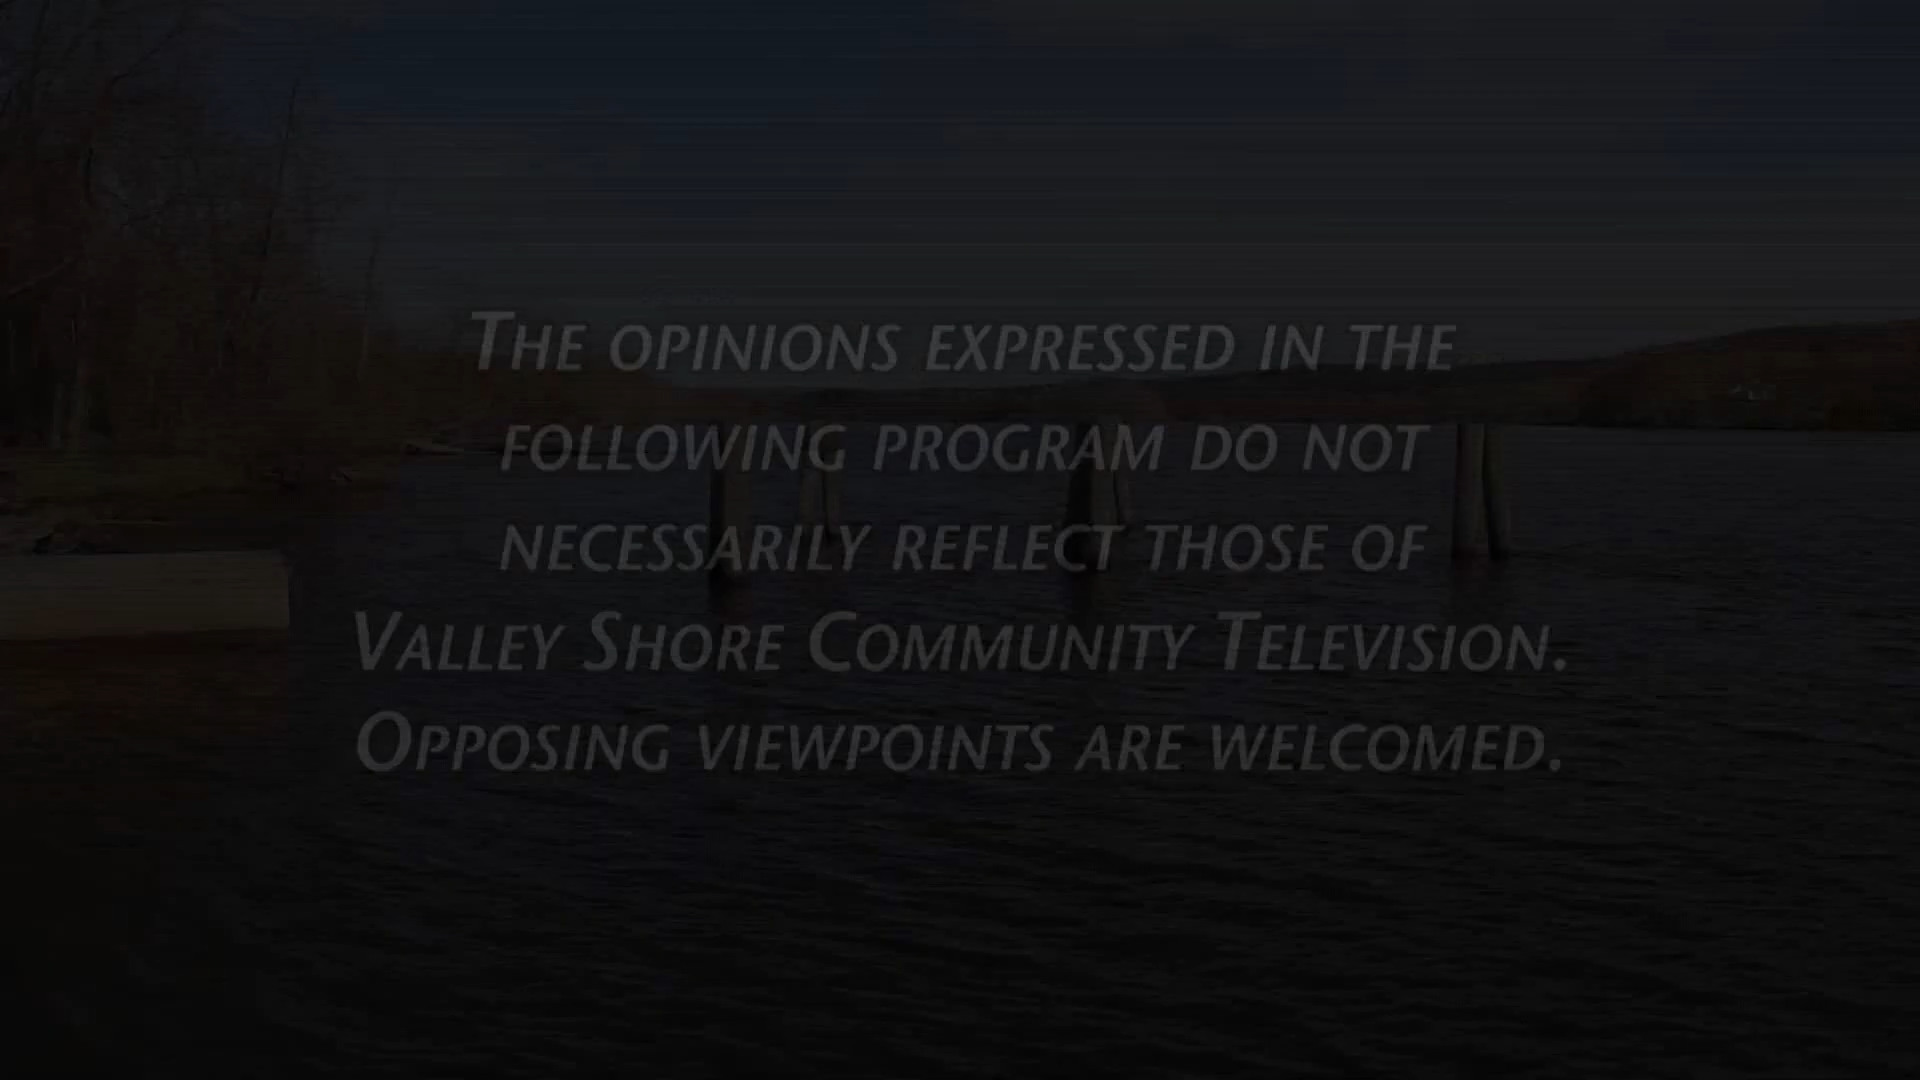 The opinions expressed in the
following program do not
necessarily reflect those of
Valley Shore Community Television.
Opposing viewpoints are welcomed.